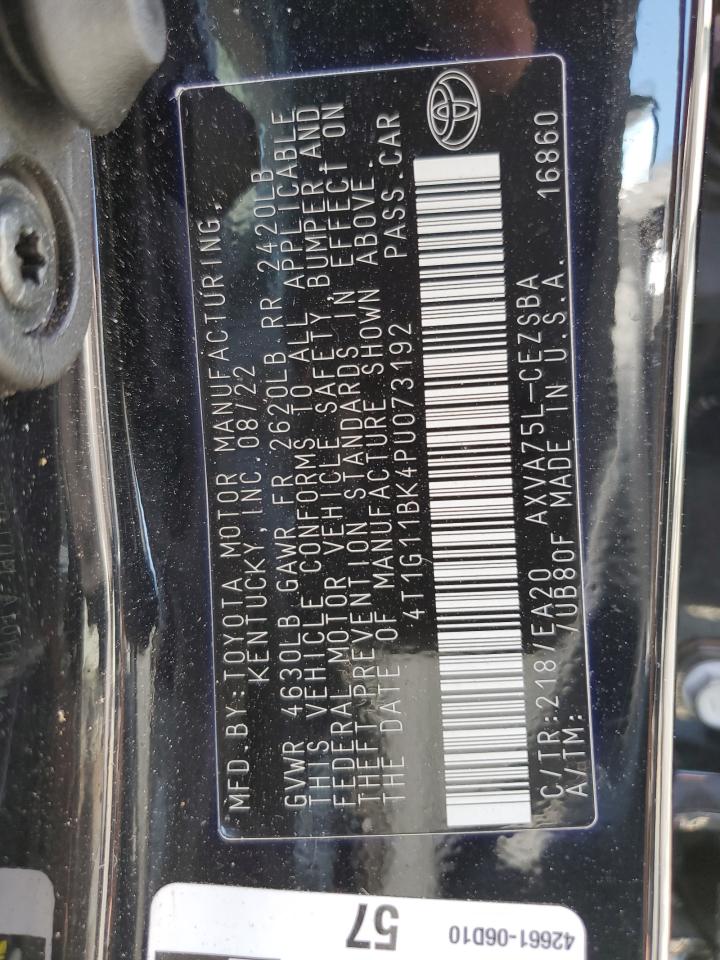 MFD.BY:TOYOTA MOTOR MANUFACTURING,
KENTUCKY, INC.08/22
GVWR 4630LB GAWR FR 2620LB RR 2420LB
THIS VEHICLE CONFORMS TO ALL APPLICABLE
FEDERAL MOTOR VEHICLE SAFETY, BUMPER AND
THEFT PREVENTION STANDARDS IN EFFECT ON
THE DATE OF MANUFACTURE SHOWN ABOVE.
4T1G11BK4PU073192 PASS.CAR
C/TR:218/EA20 AXVA75L-CEZSBA 16860
A/TM: /UB80F MADE IN U.S.A.
57
42661-06D10